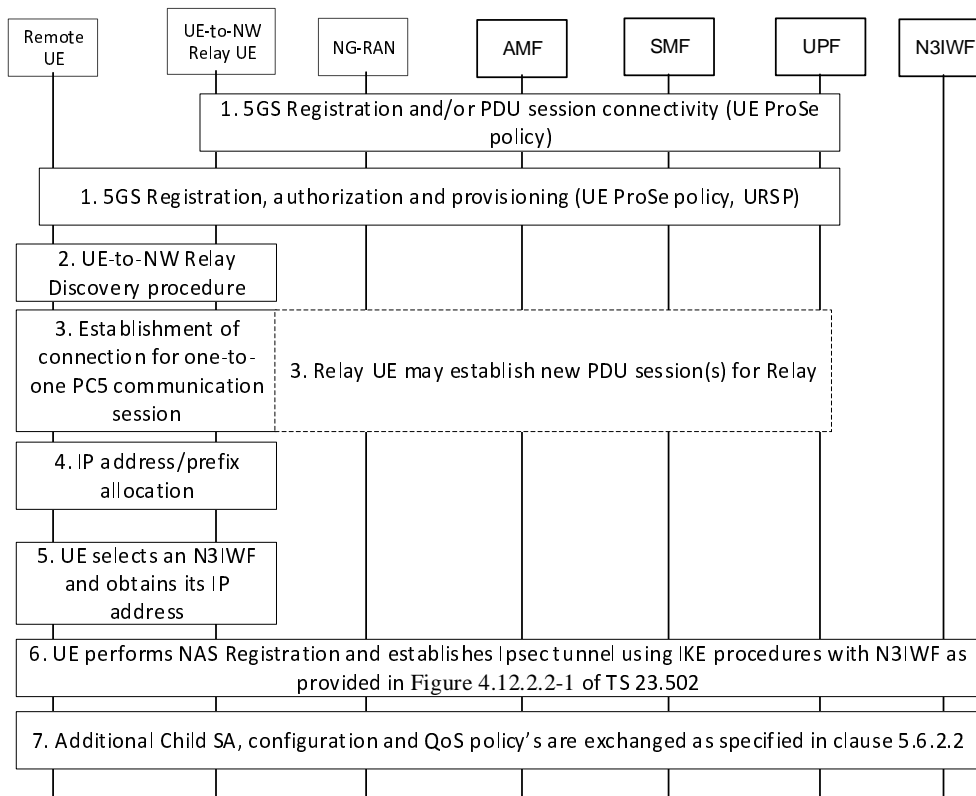 Remote
UE
UE-to-NW
Relay UE
NG-RAN
AMF
SMF
UPF
N3IWF
1. 5GS Registration and/or PDU session connectivity (UE ProSe
policy)
1. 5GS Registration, authorization and provisioning (UE ProSe policy, URSP)
2. UE-to-NW Relay
Discovery procedure
3. Establishment of
connection for one-to-
one PC5 communication
session
3. Relay UE may establish new PDU session(s) for Relay
4. IP address/prefix
allocation
5. UE selects an N3IWF
and obtains its IP
address
6. UE performs NAS Registration and establishes Ipsec tunnel using IKE procedures with N3IWF as
provided in Figure 4.12.2.2-1 of TS 23.502
7. Additional Child SA, configuration and QoS policy’s are exchanged as specified in clause 5.6.2.2